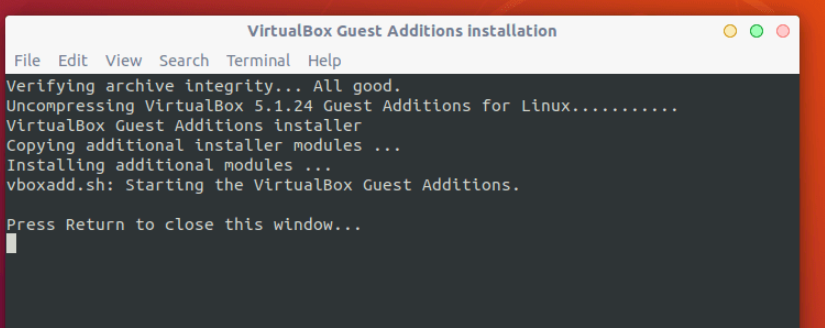 VirtualBox Guest Additions installation
File Edit View Search Terminal Help
Verifying archive integrity... All good.
Uncompressing VirtualBox 5.1.24 Guest Additions for Linux...........
VirtualBox Guest Additions installer
Copying additional installer modules ...
Installing additional modules ...
vboxadd.sh: Starting the VirtualBox Guest Additions.
Press Return to close this window...